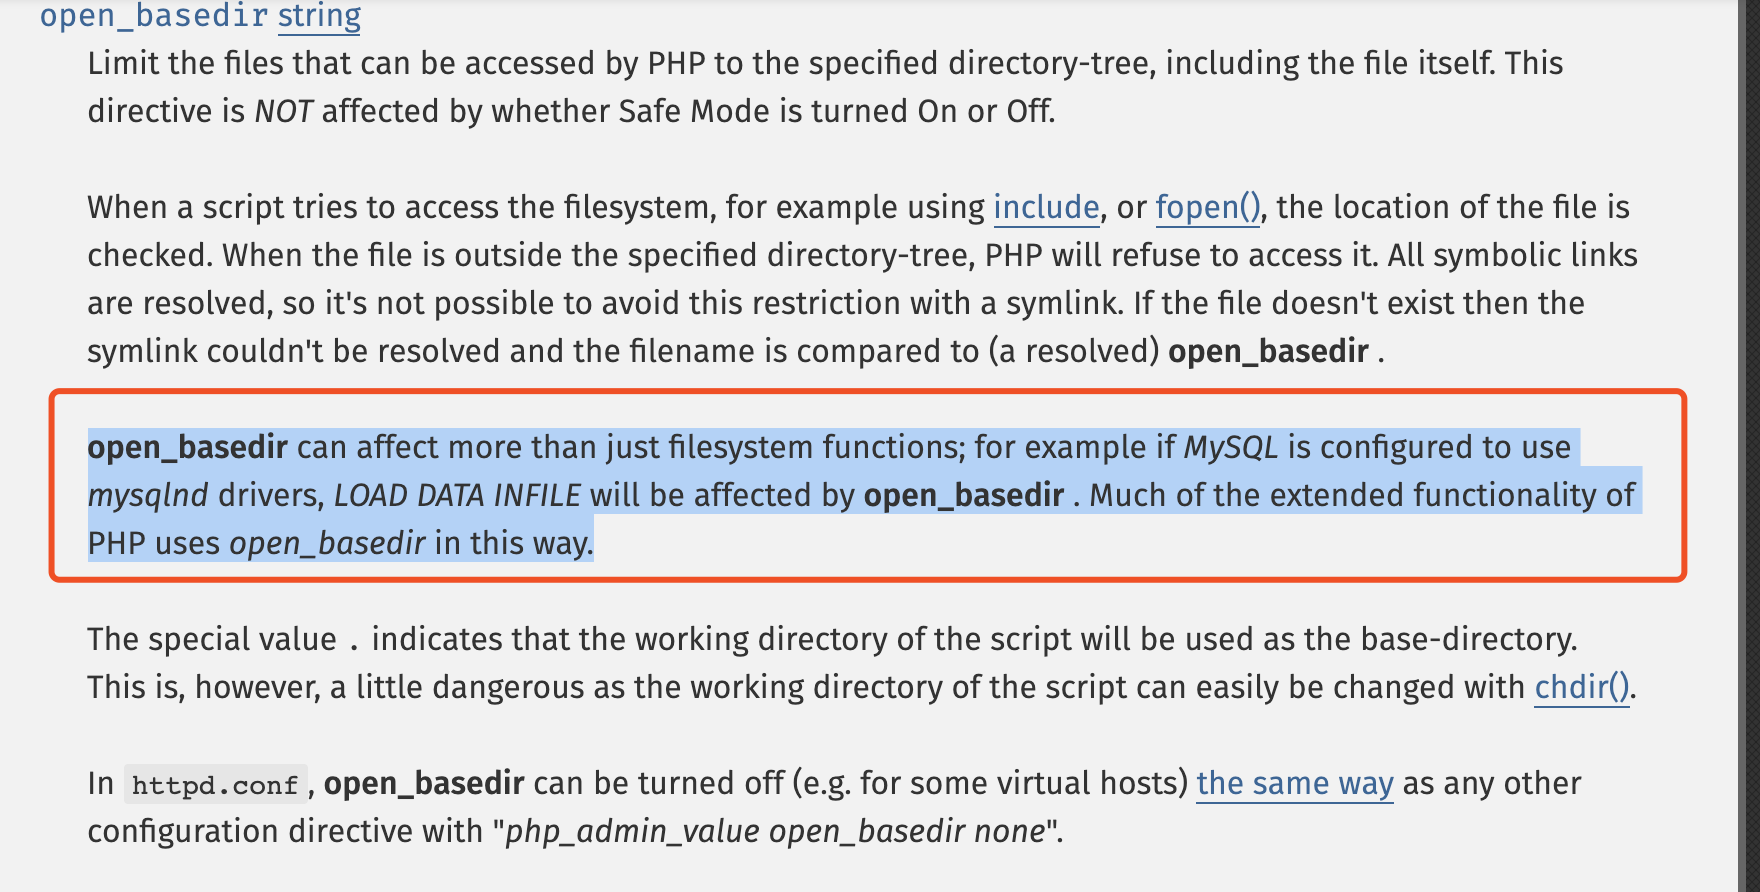 open_basedir string
Limit the files that can be accessed by PHP to the specified directory-tree, including the file itself. This
directive is NOT affected by whether Safe Mode is turned On or Off.
When a script tries to access the filesystem, for example using include, or fopen(), the location of the file is
checked. When the file is outside the specified directory-tree, PHP will refuse to access it. All symbolic links
are resolved, so it's not possible to avoid this restriction with a symlink. If the file doesn't exist then the
symlink couldn't be resolved and the filename is compared to (a resolved) open_basedir .
open_basedir can affect more than just filesystem functions; for example if MySQL is configured to use
mysqlnd drivers, LOAD DATA INFILE will be affected by open_basedir . Much of the extended functionality of
PHP uses open_basedir in this way.
The special value . indicates that the working directory of the script will be used as the base-directory.
This is, however, a little dangerous as the working directory of the script can easily be changed with chdir().
In httpd.conf, open_basedir can be turned off (e.g. for some virtual hosts) the same way as any other
configuration directive with "php_admin_value open_basedir none".